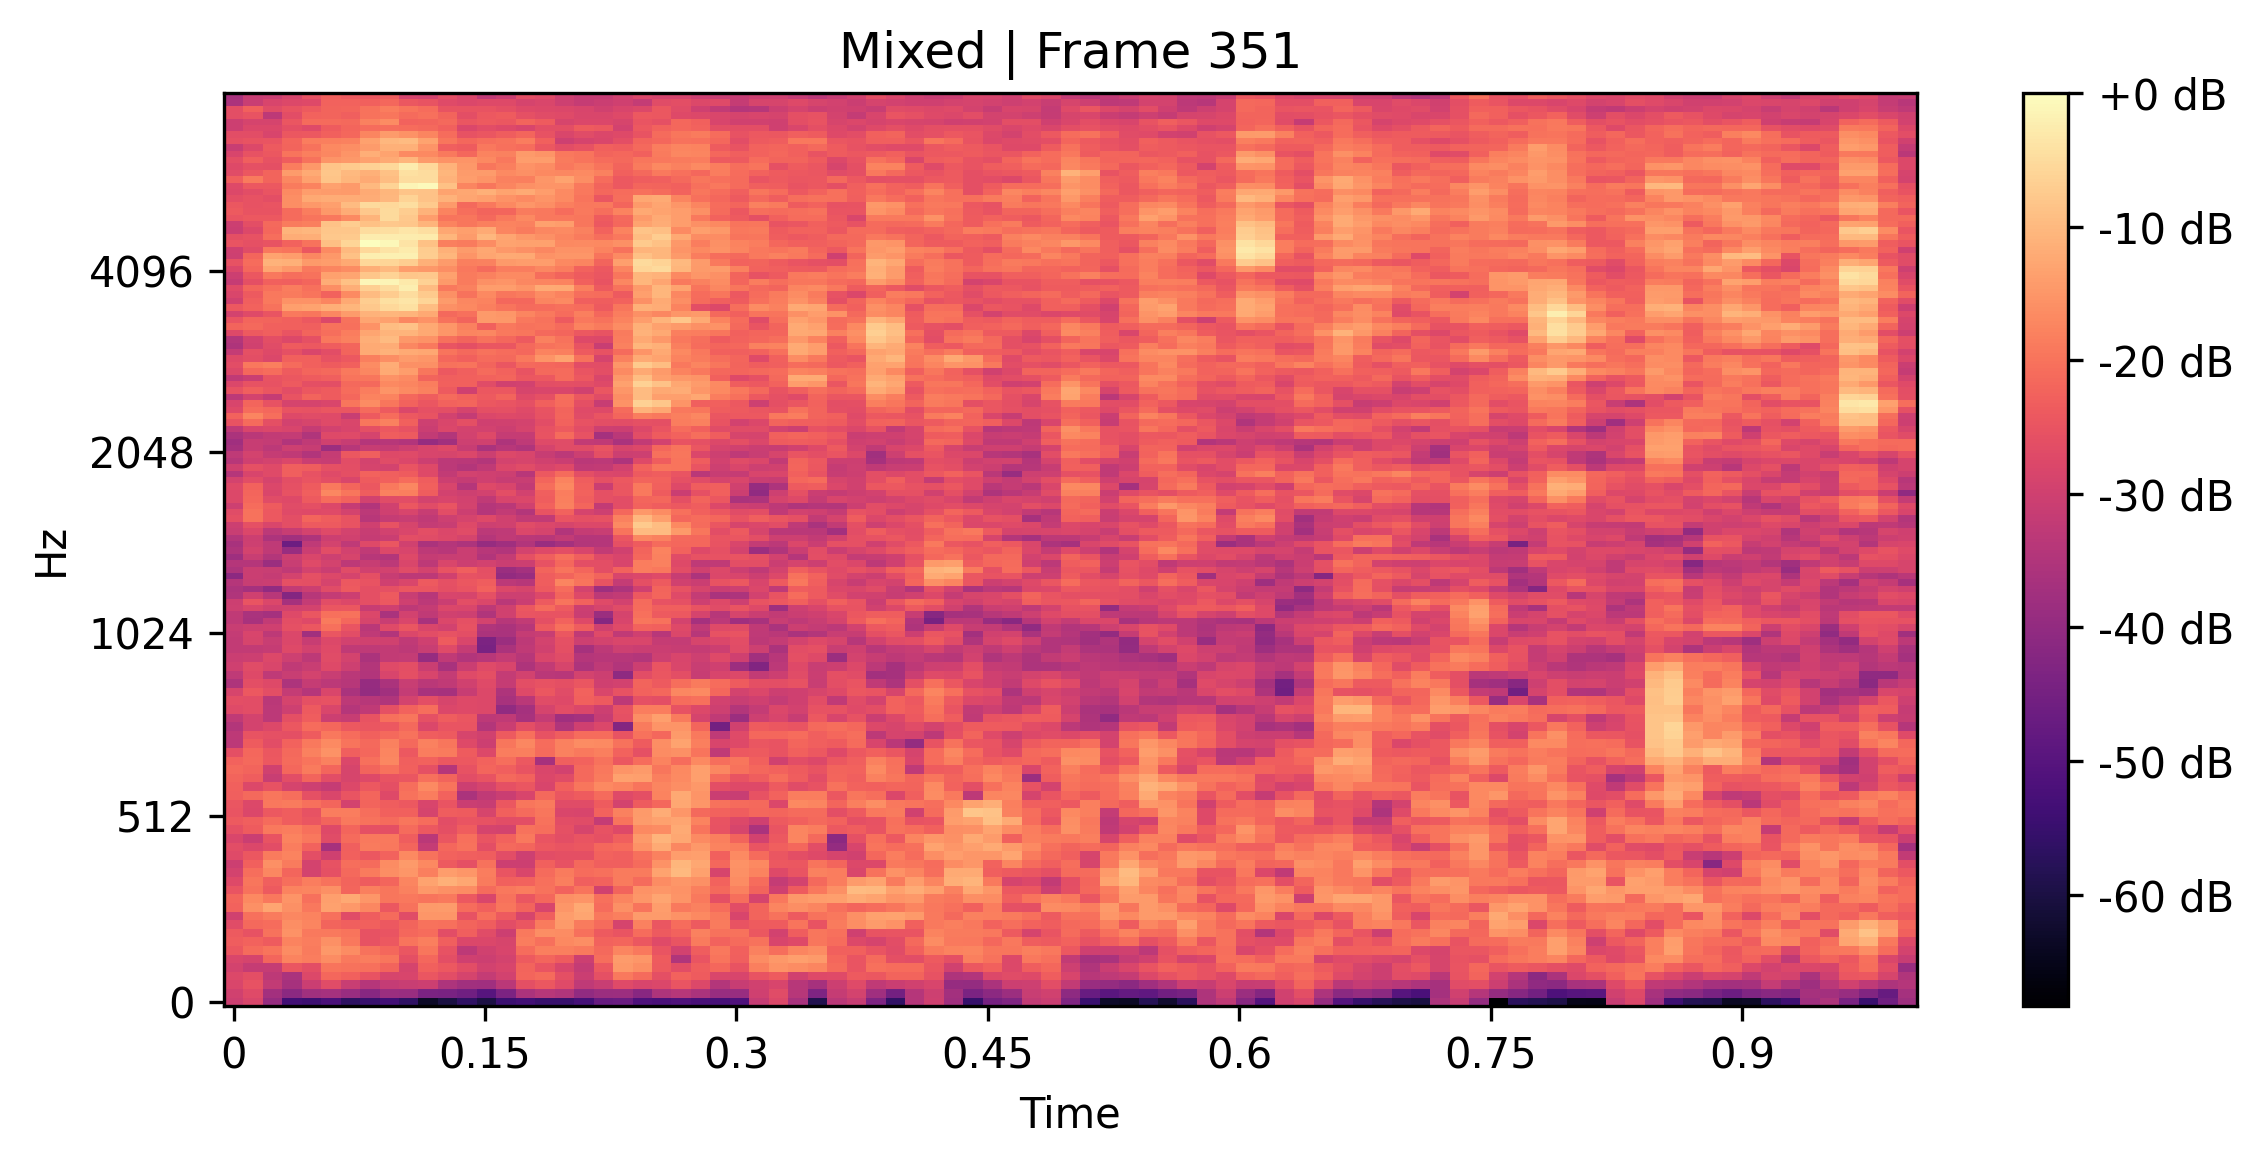 Mixed | Frame 351
+0 dB
-10 dB
-20 dB
-30 dB
-40 dB
-50 dB
-60 dB
Hz
4096
2048
1024
512
0
0 0.15 0.3 0.45 0.6 0.75 0.9
Time